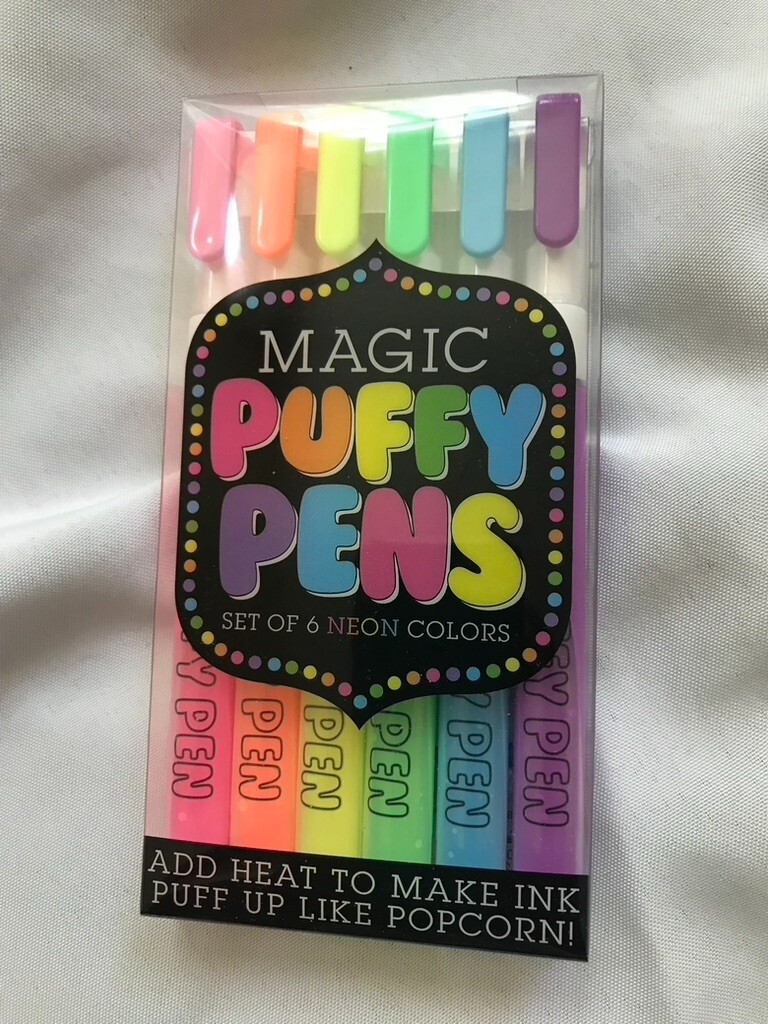 MAGIC
PUFFY
PENS
SET OF 6 NEON COLORS
PEN
PEN
PEN
PEN
PEN
PEN
ADD HEAT TO MAKE INK
PUFF UP LIKE POPCORN!